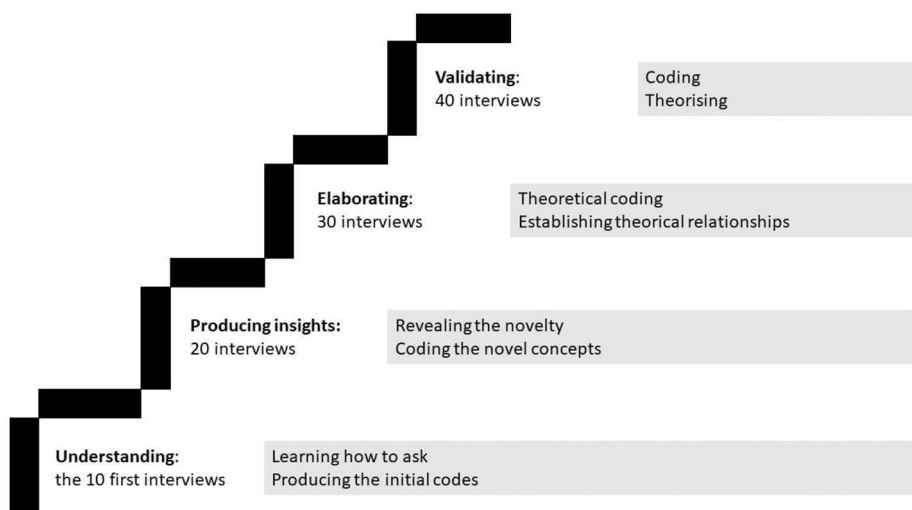 Validating:
40 interviews
Coding
Theorising
Elaborating:
30 interviews
Theoretical coding
Establishing theorical relationships
Producing insights:
20 interviews
Revealing the novelty
Coding the novel concepts
Understanding:
the 10 first interviews
Learning how to ask
Producing the initial codes